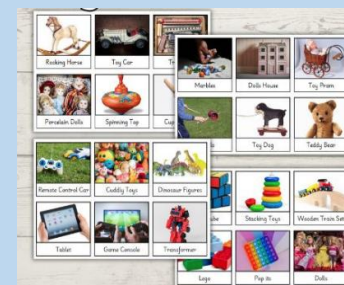 Rocking Horse
Toy Car
Marbles
Dolls House
Toy Pram
Porcelain Dolls
Spinning Top
Cup
Toy Dog
Teddy Bear
Remote Control Car
Cuddly Toys
Dinosaur Figures
Stacking Toys
Wooden Train Set
Tablet
Game Console
Transformer
Lego
Pop its
Dolls